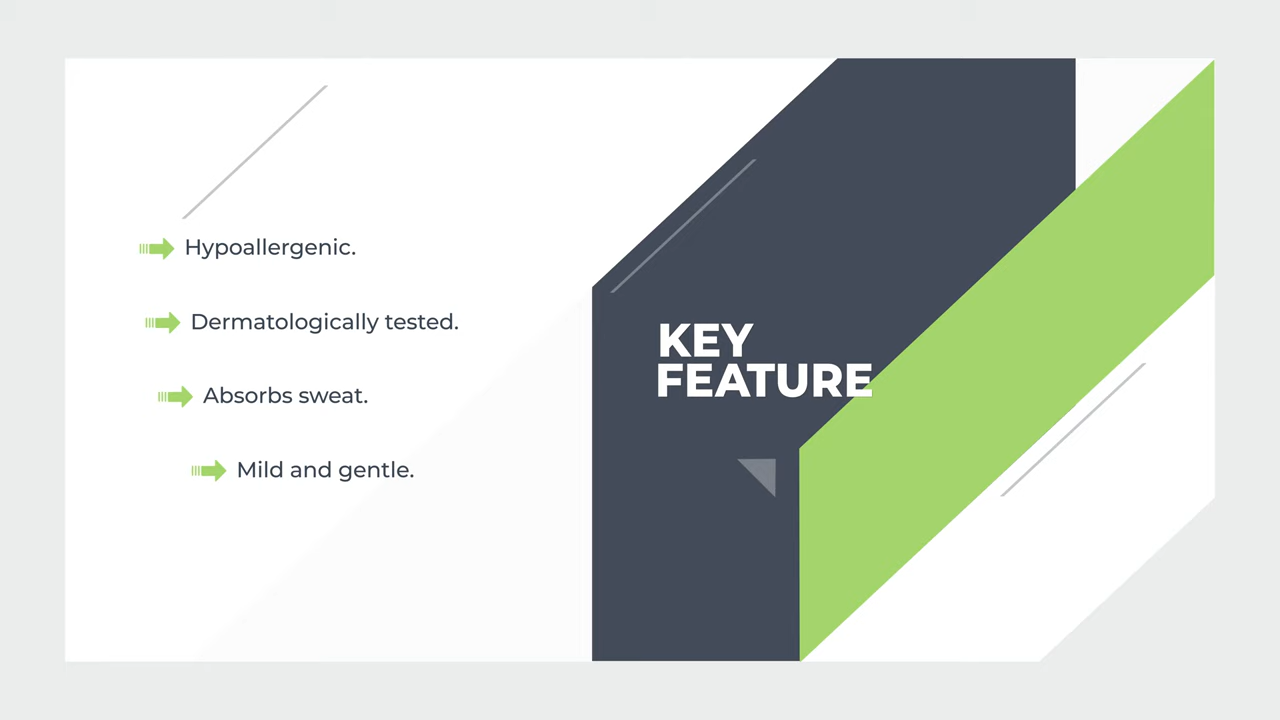 Hypoallergenic.
Dermatologically tested.
Absorbs sweat.
Mild and gentle.
KEY
FEATURE